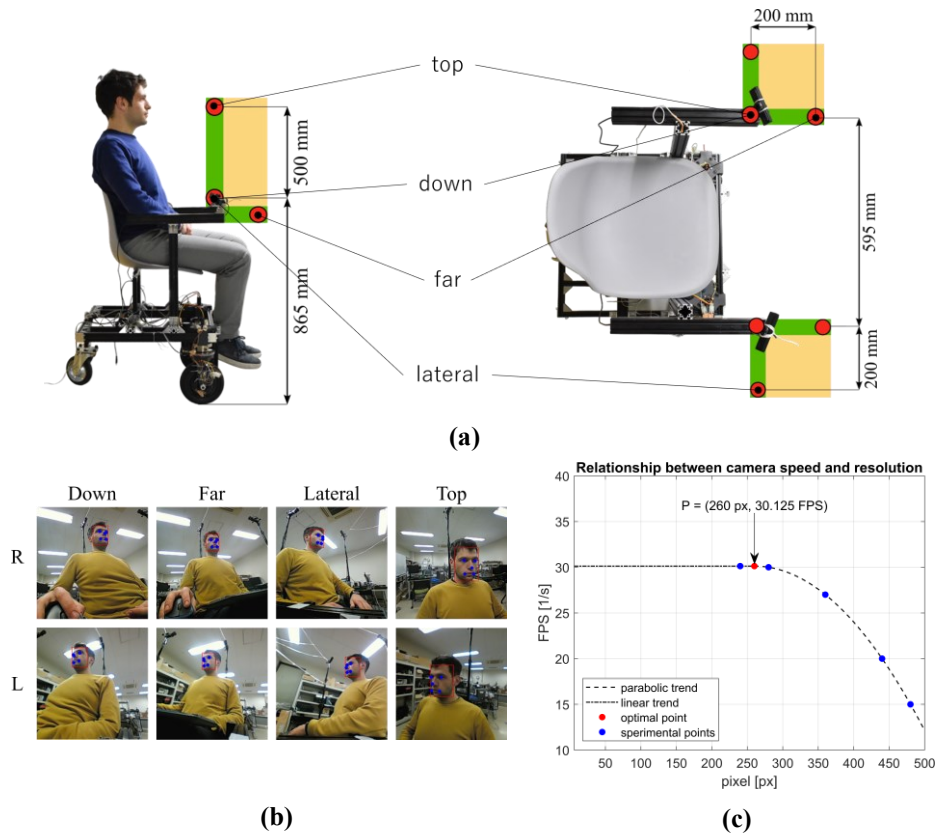 200 mm
top
500 mm
down
595 mm
far
865 mm
lateral
200 mm
(a)
Down Far Lateral Top
R
L
(b)
Relationship between camera speed and resolution
40
35
30
25
20
15
10
FPS [1/s]
P = (260 px, 30.125 FPS)
parabolic trend
linear trend
optimal point
sperimental points
50 100 150 200 250 300 350 400 450 500
pixel [px]
(c)